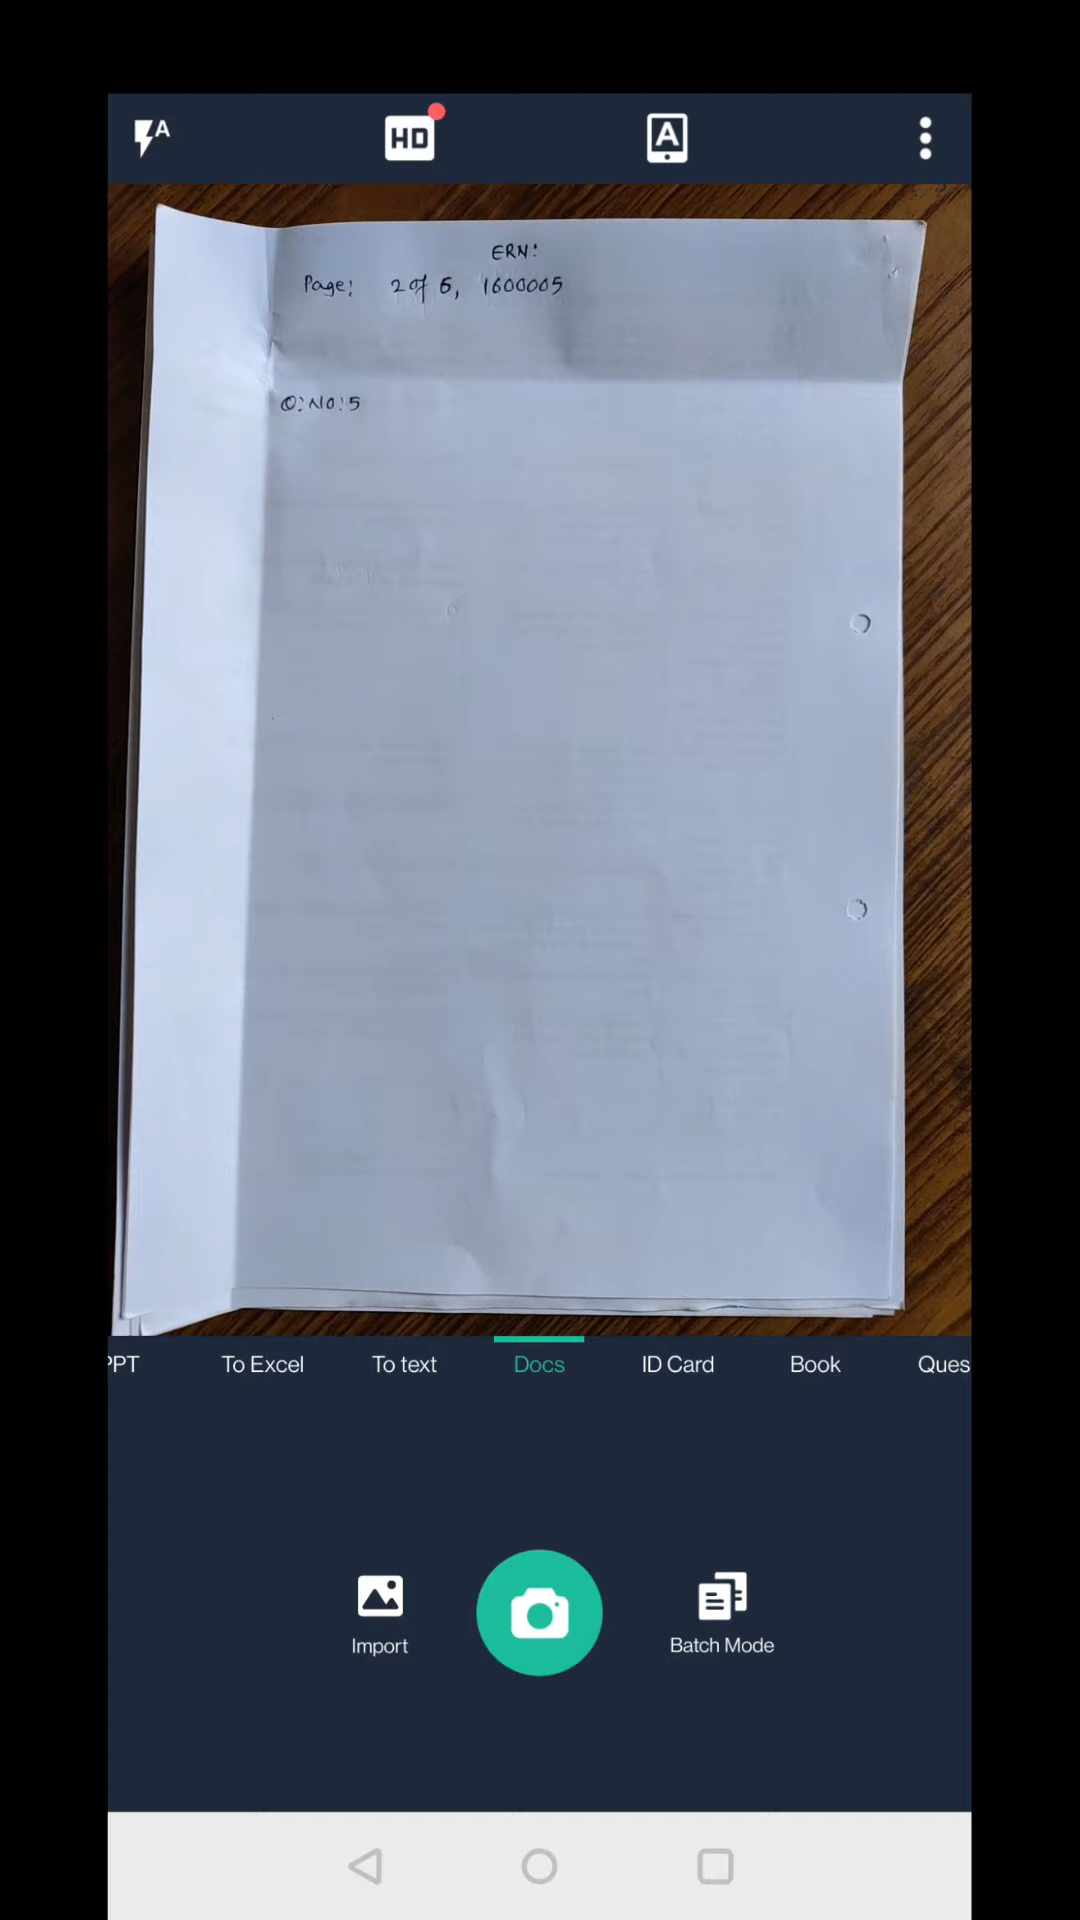 A
HD
A
ERN:
Page: 2 of 6, 1600005
Q:No:5
PPT To Excel To text Docs ID Card Book Ques
Import
Batch Mode